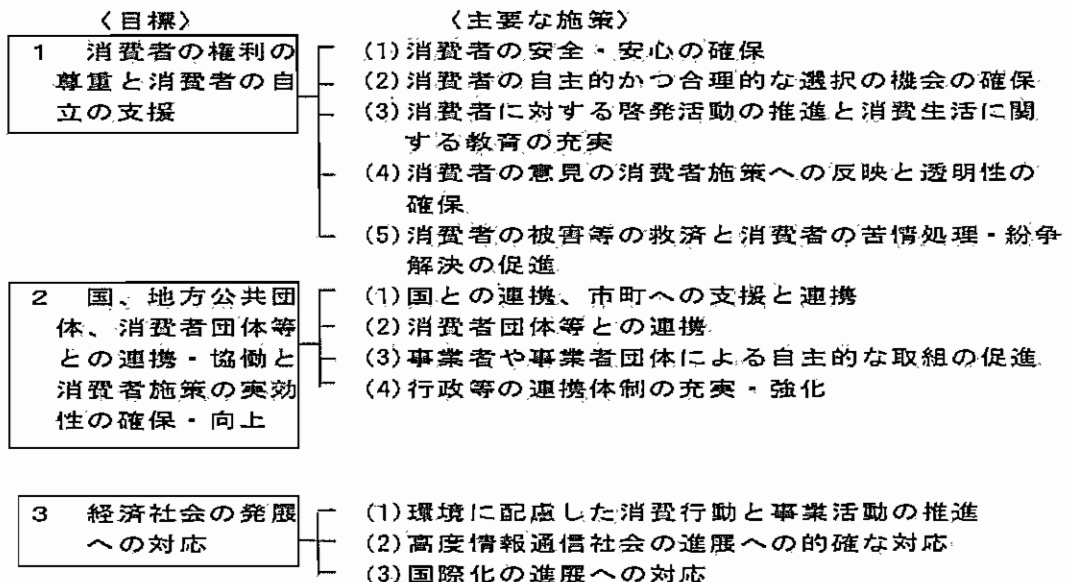 〈目標〉
〈主要な施策〉
1 消費者の権利の
尊重と消費者の自
立の支援
(1)消費者の安全・安心の確保
(2)消費者の自主的かつ合理的な選択の機会の確保
(3)消費者に対する啓発活動の推進と消費生活に関
する教育の充実
(4)消費者の意見の消費者施策への反映と透明性の
確保
(5)消費者の被害等の救済と消費者の苦情処理・紛争
解決の促進
2 国、地方公共団
体、消費者団体等
との連携・協働と
消費者施策の実効
性の確保・向上
(1)国との連携、市町への支援と連携
(2)消費者団体等との連携
(3)事業者や事業者団体による自主的な取組の促進
(4)行政等の連携体制の充実・強化
3 経済社会の発展
への対応
(1)環境に配慮した消費行動と事業活動の推進
(2)高度情報通信社会の進展への的確な対応
(3)国際化の進展への対応